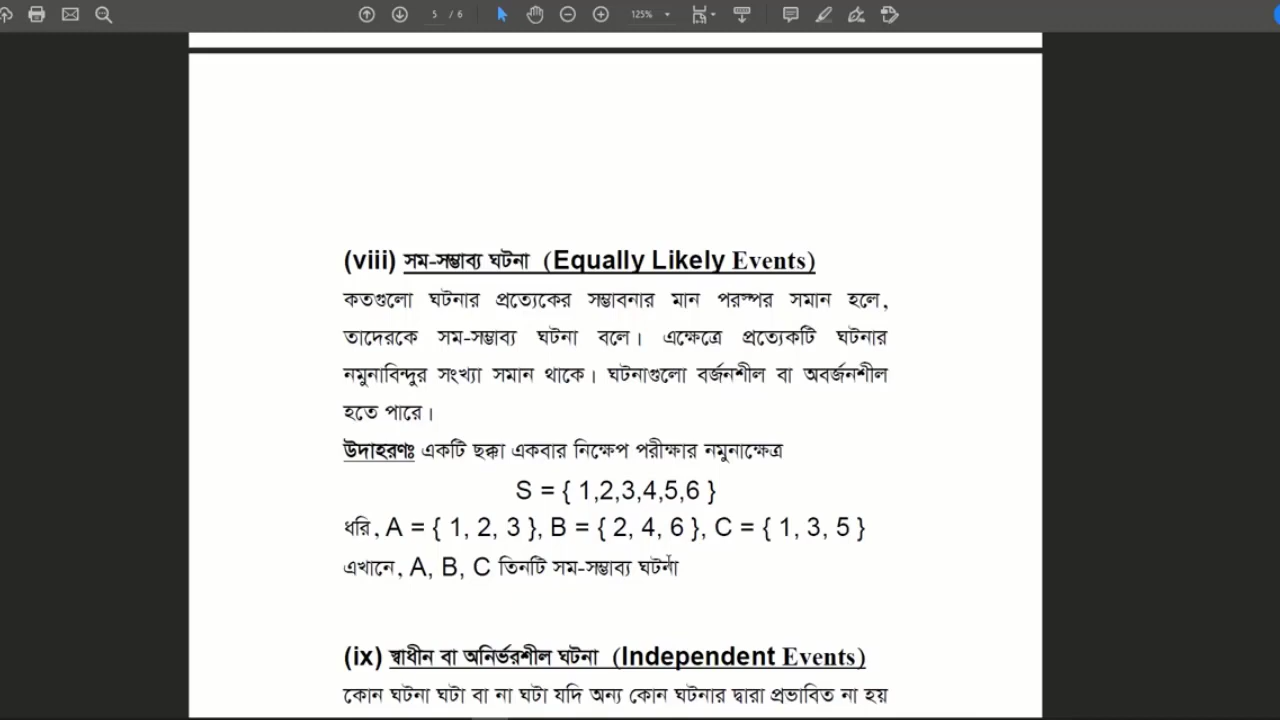 5 / 6
125%
(viii) সম-সম্ভাব্য ঘটনা (Equally Likely Events)
কতগুলো ঘটনার প্রত্যেকের সম্ভাবনার মান পরস্পর সমান হলে,
তাদেরকে সম-সম্ভাব্য ঘটনা বলে। এক্ষেত্রে প্রত্যেকটি ঘটনার
নমুনাবিন্দুর সংখ্যা সমান থাকে। ঘটনাগুলো বর্জনশীল বা অবর্জনশীল
হতে পারে।
উদাহরণঃ একটি ছক্কা একবার নিক্ষেপ পরীক্ষার নমুনাক্ষেত্র
S = { 1,2,3,4,5,6 }
ধরি, A = { 1, 2, 3 }, B = { 2, 4, 6 }, C = { 1, 3, 5 }
এখানে, A, B, C তিনটি সম-সম্ভাব্য ঘটনা
(ix) স্বাধীন বা অনির্ভরশীল ঘটনা (Independent Events)
কোন ঘটনা ঘটা বা না ঘটা যদি অন্য কোন ঘটনার দ্বারা প্রভাবিত না হয়